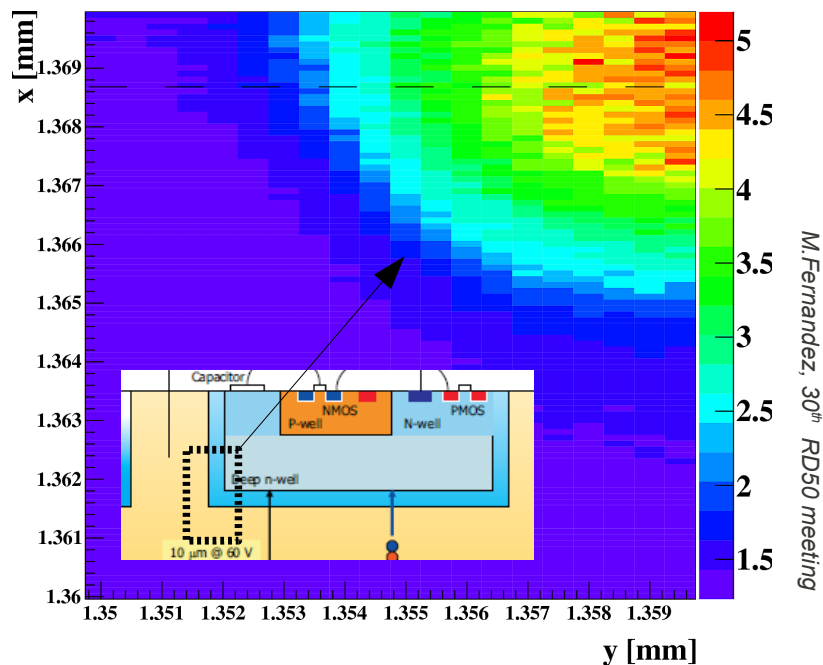 x [mm]
1.369
1.368
1.367
1.366
1.365
1.364
1.363
1.362
1.361
1.36
1.35
1.351
1.352
1.353
1.354
1.355
1.356
1.357
1.358
1.359
y [mm]
5
4.5
4
3.5
3
2.5
2
1.5
M.Fernandez, 30th RD50 meeting
Capacitor
NMOS
PMOS
P-well
N-well
Deep n-well
10 μm @ 60 V